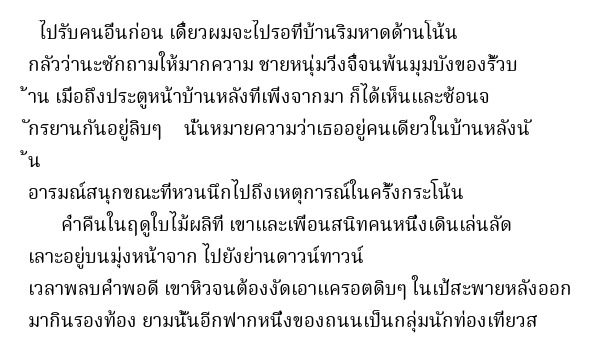 ไปรับคนอื่นก่อน เดี๋ยวผมจะไปรอที่บ้านริมหาดด้านโน้น
กลัวว่านะซักถามให้มากความ ชายหนุ่มวิ่งจี๋จนพ้นมุมบังของรั้วบ
้าน เมื่อถึงประตูหน้าบ้านหลังที่เพิ่งจากมา ก็ได้เห็นและซ้อนจ
ักรยานกันอยู่ลิบๆ นั่นหมายความว่าเธออยู่คนเดียวในบ้านหลังนั
้น
อารมณ์สนุกขณะที่หวนนึกไปถึงเหตุการณ์ในครั้งกระโน้น
ค่ำคืนในฤดูใบไม้ผลิที่ เขาและเพื่อนสนิทคนหนึ่งเดินเล่นลัด
เลาะอยู่บนมุ่งหน้าจาก ไปยังย่านดาวน์ทาวน์
เวลาพลบค่ำพอดี เขาหิวจนต้องงัดเอาแครอตดิบๆ ในเป้สะพายหลังออก
มากินรองท้อง ยามนั้นอีกฟากหนึ่งของถนนเป็นกลุ่มนักท่องเที่ยวส